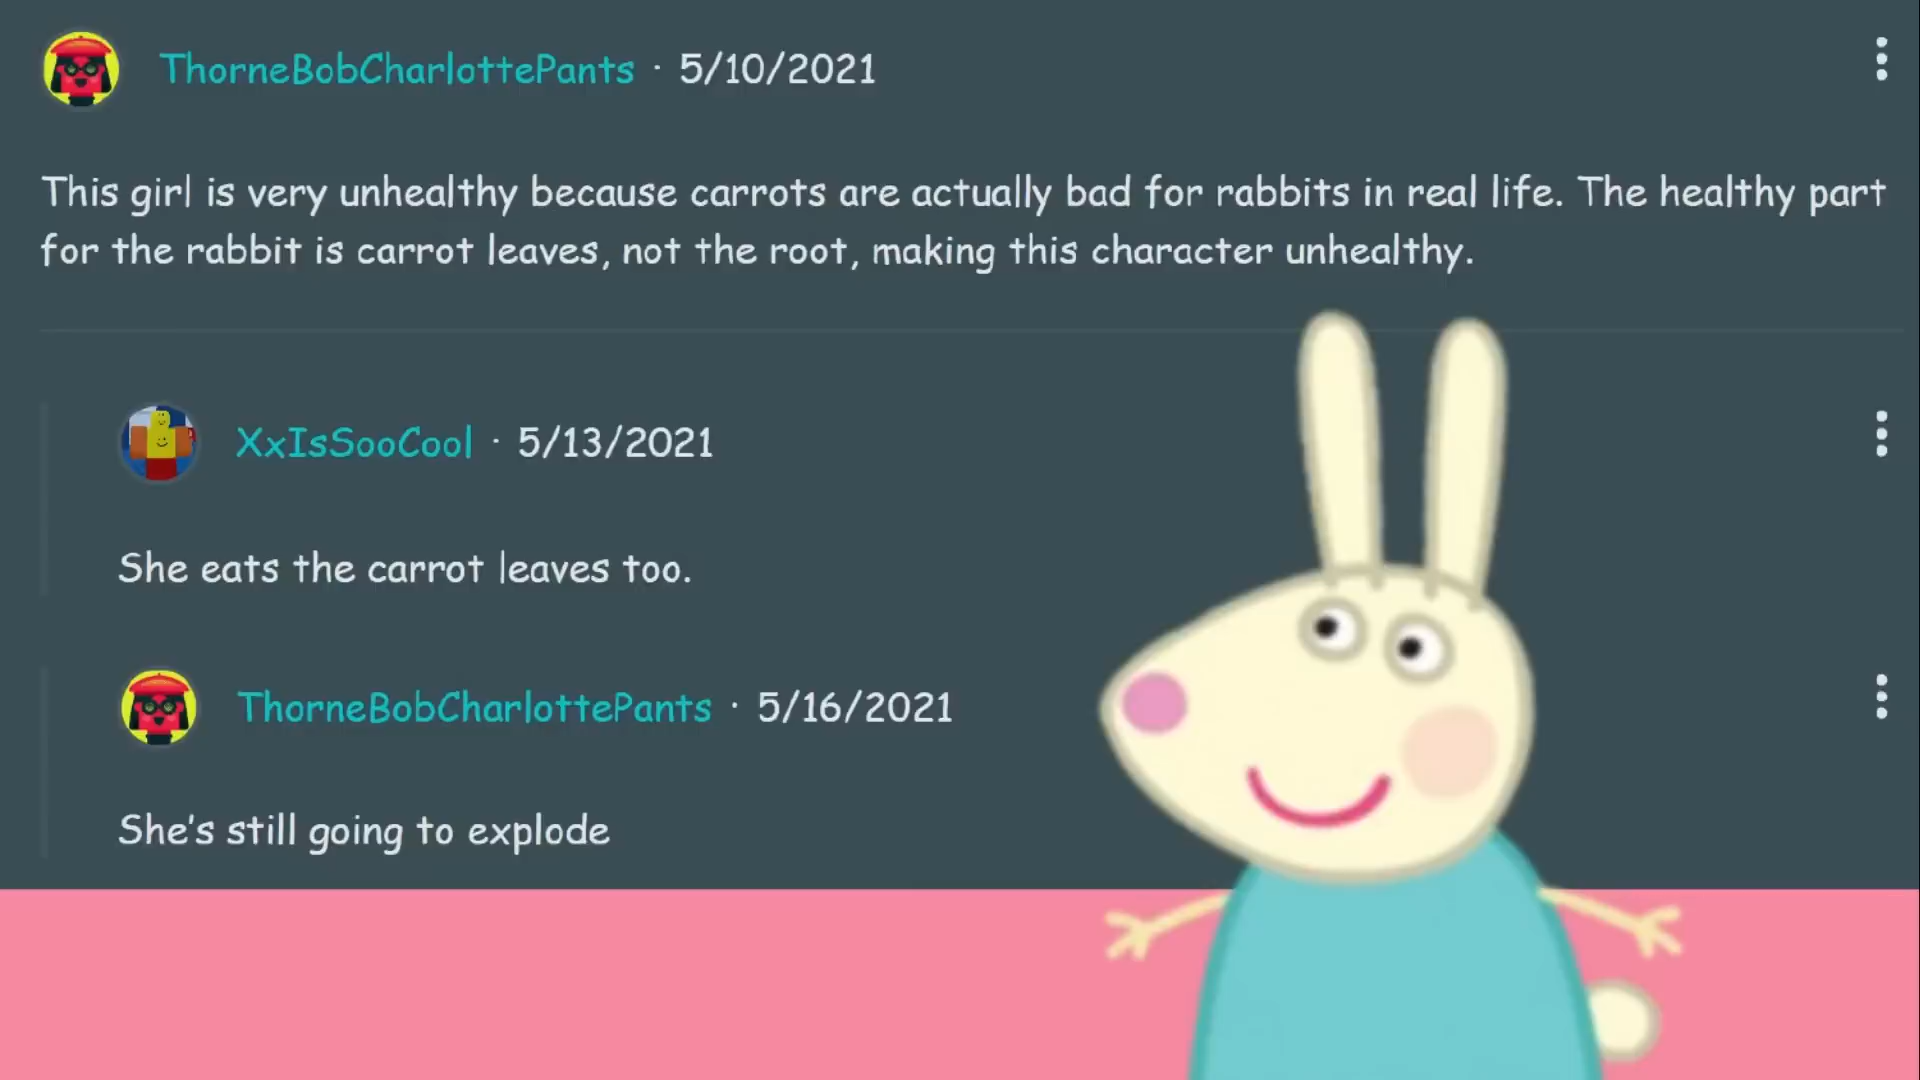 ThorneBobCharlottePants · 5/10/2021
This girl is very unhealthy because carrots are actually bad for rabbits in real life. The healthy part
for the rabbit is carrot leaves, not the root, making this character unhealthy.
XxIsSooCool · 5/13/2021
She eats the carrot leaves too.
ThorneBobCharlottePants · 5/16/2021
She's still going to explode